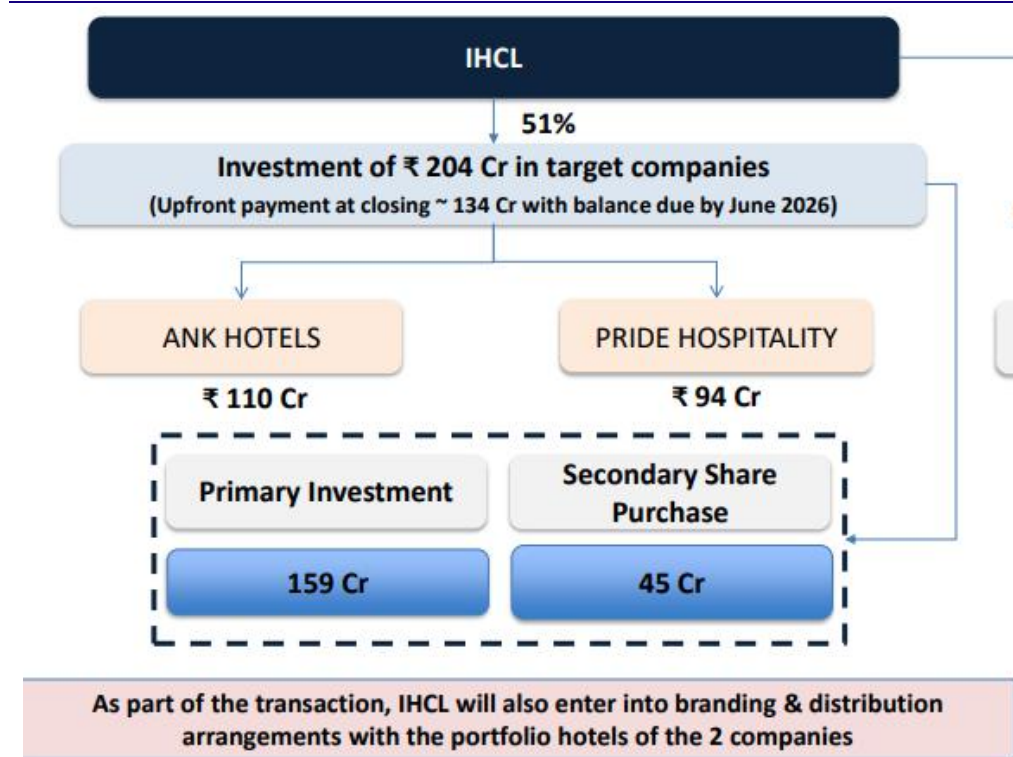 IHCL
51%
Investment of ₹ 204 Cr in target companies
(Upfront payment at closing ~ 134 Cr with balance due by June 2026)
ANK HOTELS
PRIDE HOSPITALITY
₹ 110 Cr
₹ 94 Cr
Primary Investment
Secondary Share
Purchase
159 Cr
45 Cr
As part of the transaction, IHCL will also enter into branding & distribution
arrangements with the portfolio hotels of the 2 companies